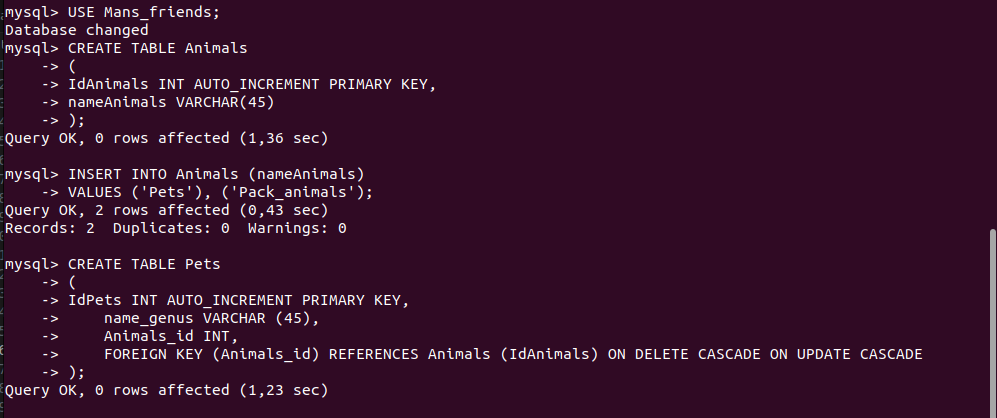 mysql> USE Mans_friends;
Database changed
mysql> CREATE TABLE Animals
    -> (
    -> IdAnimals INT AUTO_INCREMENT PRIMARY KEY,
    -> nameAnimals VARCHAR(45)
    -> );
Query OK, 0 rows affected (1,36 sec)

mysql> INSERT INTO Animals (nameAnimals)
    -> VALUES ('Pets'), ('Pack_animals');
Query OK, 2 rows affected (0,43 sec)
Records: 2  Duplicates: 0  Warnings: 0

mysql> CREATE TABLE Pets
    -> (
    -> IdPets INT AUTO_INCREMENT PRIMARY KEY,
    ->     name_genus VARCHAR (45),
    ->     Animals_id INT,
    ->     FOREIGN KEY (Animals_id) REFERENCES Animals (IdAnimals) ON DELETE CASCADE ON UPDATE CASCADE
    -> );
Query OK, 0 rows affected (1,23 sec)